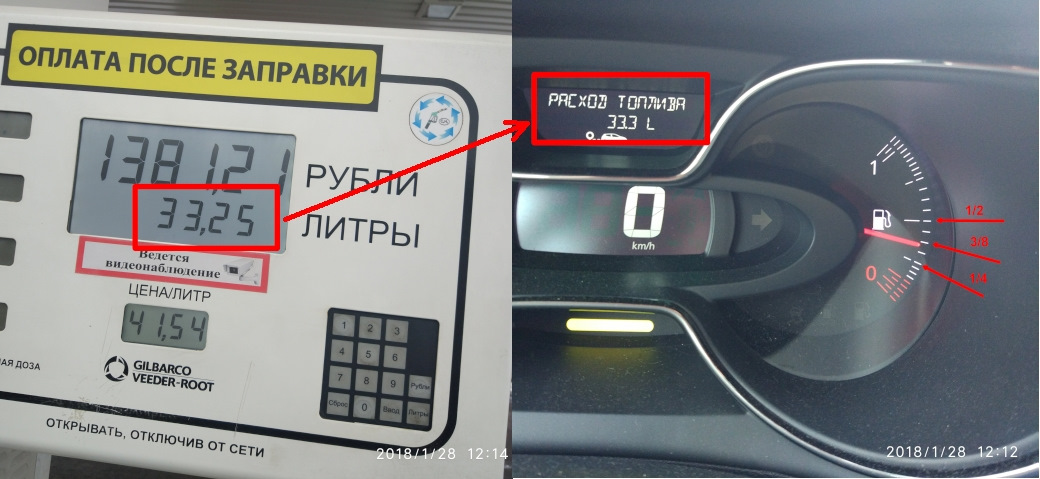 ОПЛАТА ПОСЛЕ ЗАПРАВКИ
1381,21 РУБЛИ
33,25 ЛИТРЫ
Ведется
видеонаблюдение
ЦЕНА/ЛИТР
41,54
GILBARCO
VEEDER-ROOT
АЯ ДОЗА
1 2 3
4 5 6
7 8 9 Рубли
Сброс 0 Ввод Литры
ОТКРЫВАТЬ, ОТКЛЮЧИВ ОТ СЕТИ
2018/1/28 12:14
РАСХОД ТОПЛИВА
33.3 L
0
km/h
1
1/2
3/8
1/4
0
2018/1/28 12:12